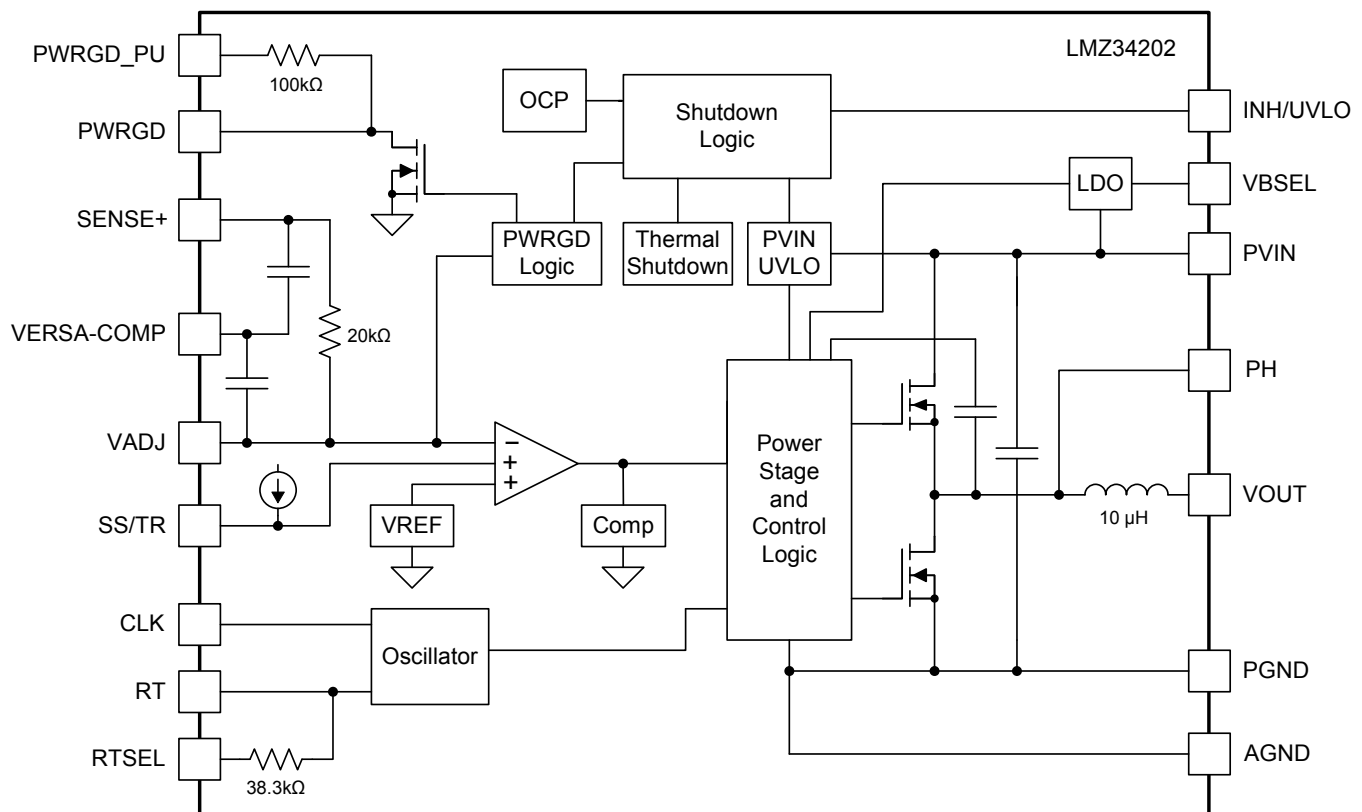 LMZ34202
PWRGD_PU
100kΩ
PWRGD
SENSE+
VERSA-COMP
20kΩ
VADJ
SS/TR
CLK
RT
RTSEL
38.3kΩ
OCP
Shutdown
Logic
PWRGD
Logic
Thermal
Shutdown
PVIN
UVLO
LDO
−
+
+
VREF
Comp
Oscillator
Power
Stage
and
Control
Logic
10 µH
INH/UVLO
VBSEL
PVIN
PH
VOUT
PGND
AGND